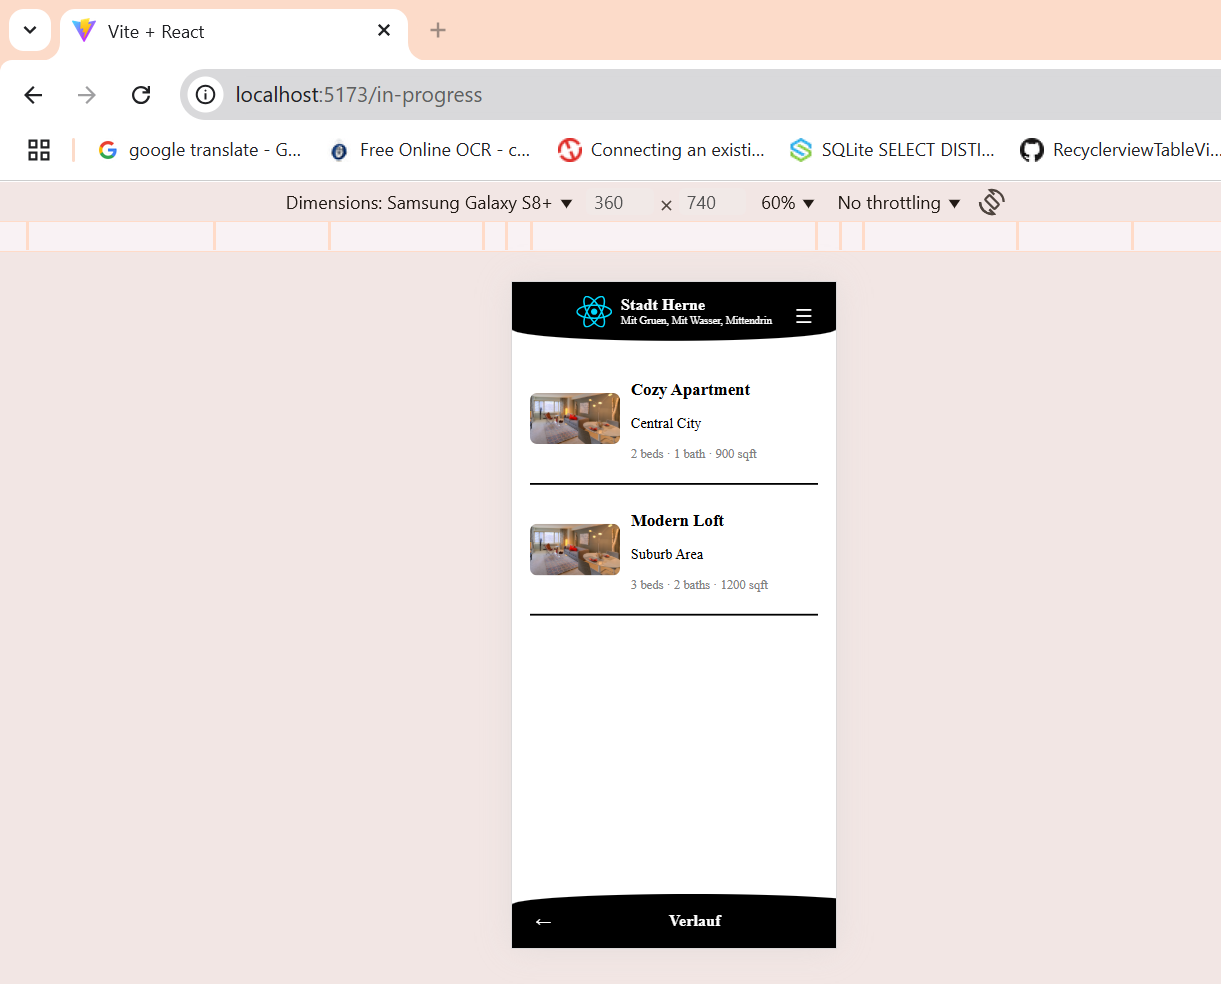 Vite + React
localhost:5173/in-progress
google translate - G...
Free Online OCR - c...
Connecting an existi...
SQLite SELECT DISTI...
RecyclerviewTableVi...
Dimensions: Samsung Galaxy S8+ 360 × 740 60% No throttling
Stadt Herne
Mit Gruen, Mit Wasser, Mittendrin
Cozy Apartment
Central City
2 beds · 1 bath · 900 sqft
Modern Loft
Suburb Area
3 beds · 2 baths · 1200 sqft
← Verlauf